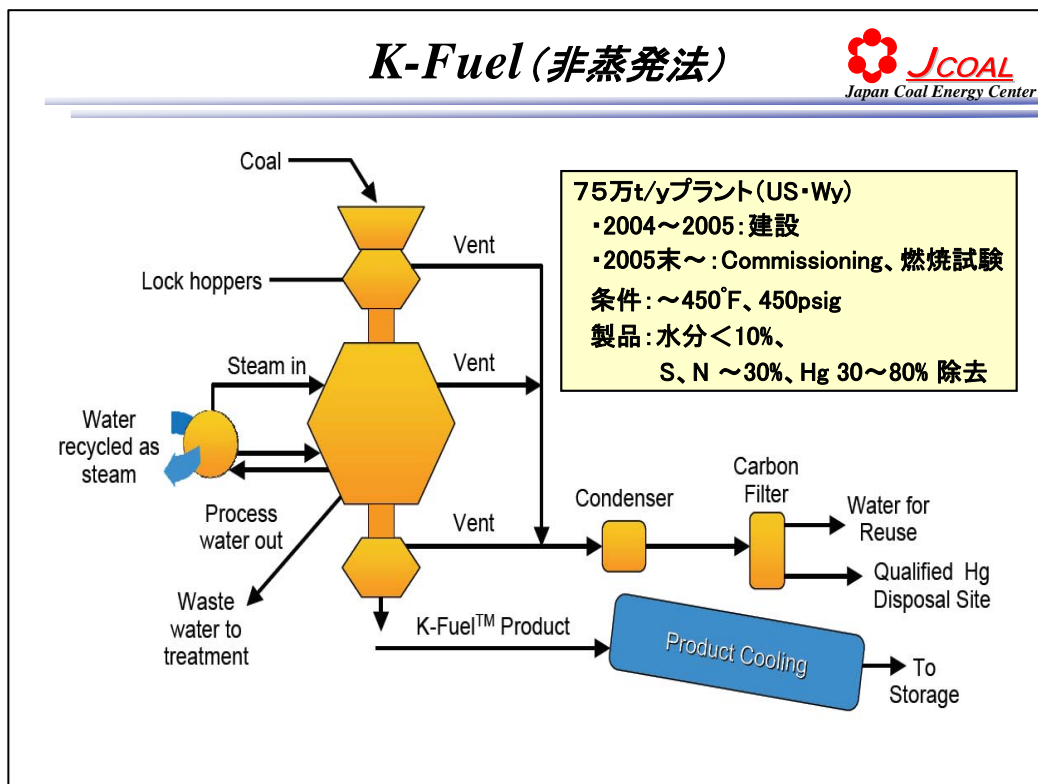 K-Fuel(非蒸発法)
JCOAL
Japan Coal Energy Center
Coal
Vent
Lock hoppers
７５万t/yプラント(US・Wy)
・2004～2005:建設
・2005末～:Commissioning、燃焼試験
条件:～450°F、450psig
製品:水分＜10%、
S、N ～30%、Hg 30～80% 除去
Steam in
Vent
Water
recycled as
steam
Process
water out
Vent
Condenser
Carbon
Filter
Water for
Reuse
Qualified Hg
Disposal Site
Waste
water to
treatment
K-Fuel™ Product
Product Cooling
To
Storage